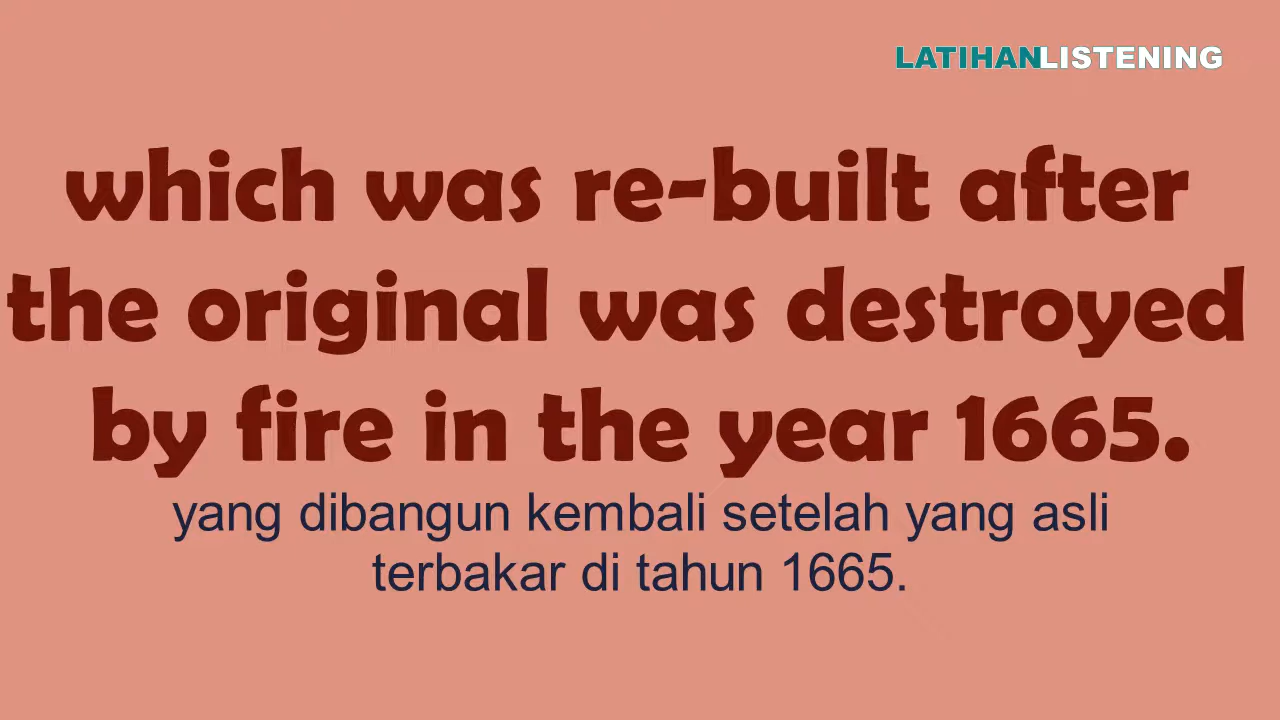 LATIHANLISTENING
which was re-built after
the original was destroyed
by fire in the year 1665.
yang dibangun kembali setelah yang asli
terbakar di tahun 1665.